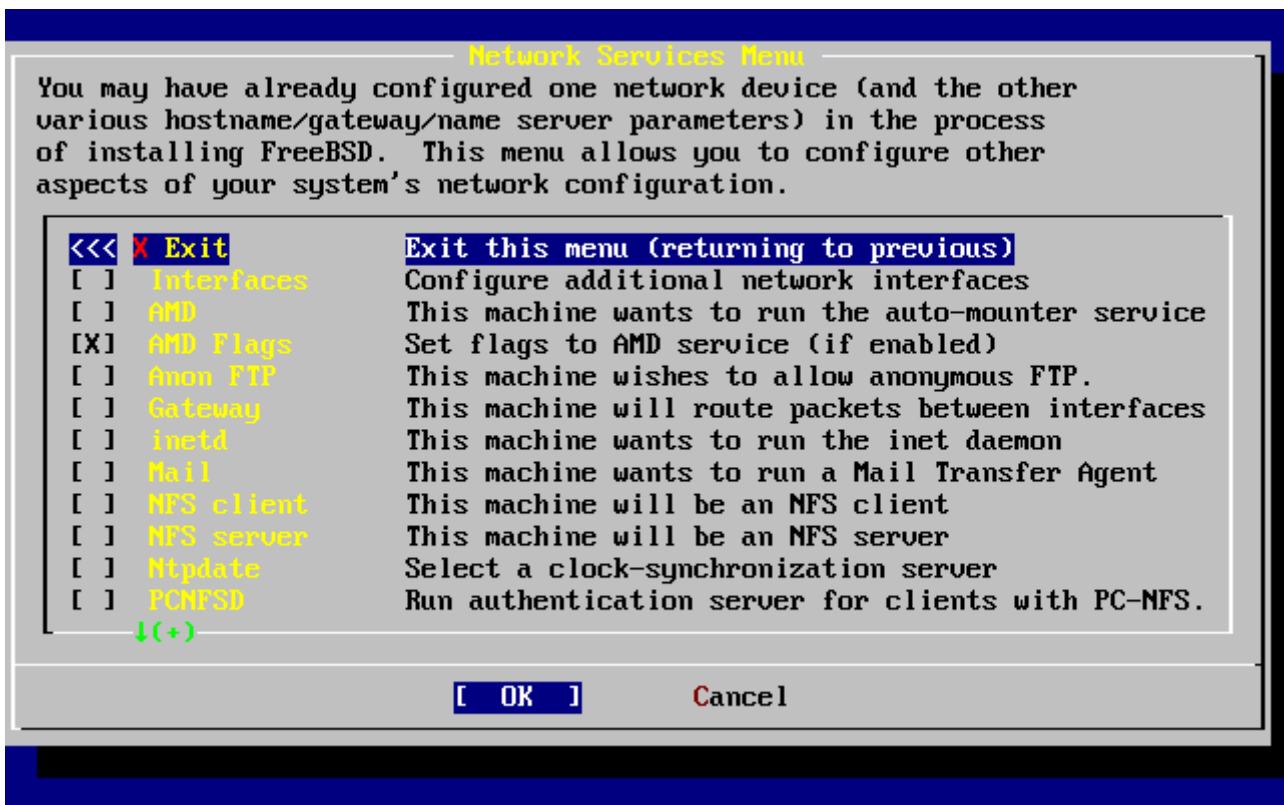 Network Services Menu
You may have already configured one network device (and the other
various hostname/gateway/name server parameters) in the process
of installing FreeBSD.  This menu allows you to configure other
aspects of your system's network configuration.
<<< X Exit Exit this menu (returning to previous)
[ ] Interfaces Configure additional network interfaces
[ ] AMD This machine wants to run the auto-mounter service
[X] AMD Flags Set flags to AMD service (if enabled)
[ ] Anon FTP This machine wishes to allow anonymous FTP.
[ ] Gateway This machine will route packets between interfaces
[ ] inetd This machine wants to run the inet daemon
[ ] Mail This machine wants to run a Mail Transfer Agent
[ ] NFS client This machine will be an NFS client
[ ] NFS server This machine will be an NFS server
[ ] Ntpdate Select a clock-synchronization server
[ ] PCNFSD Run authentication server for clients with PC-NFS.
↓(+)
[ OK ] Cancel